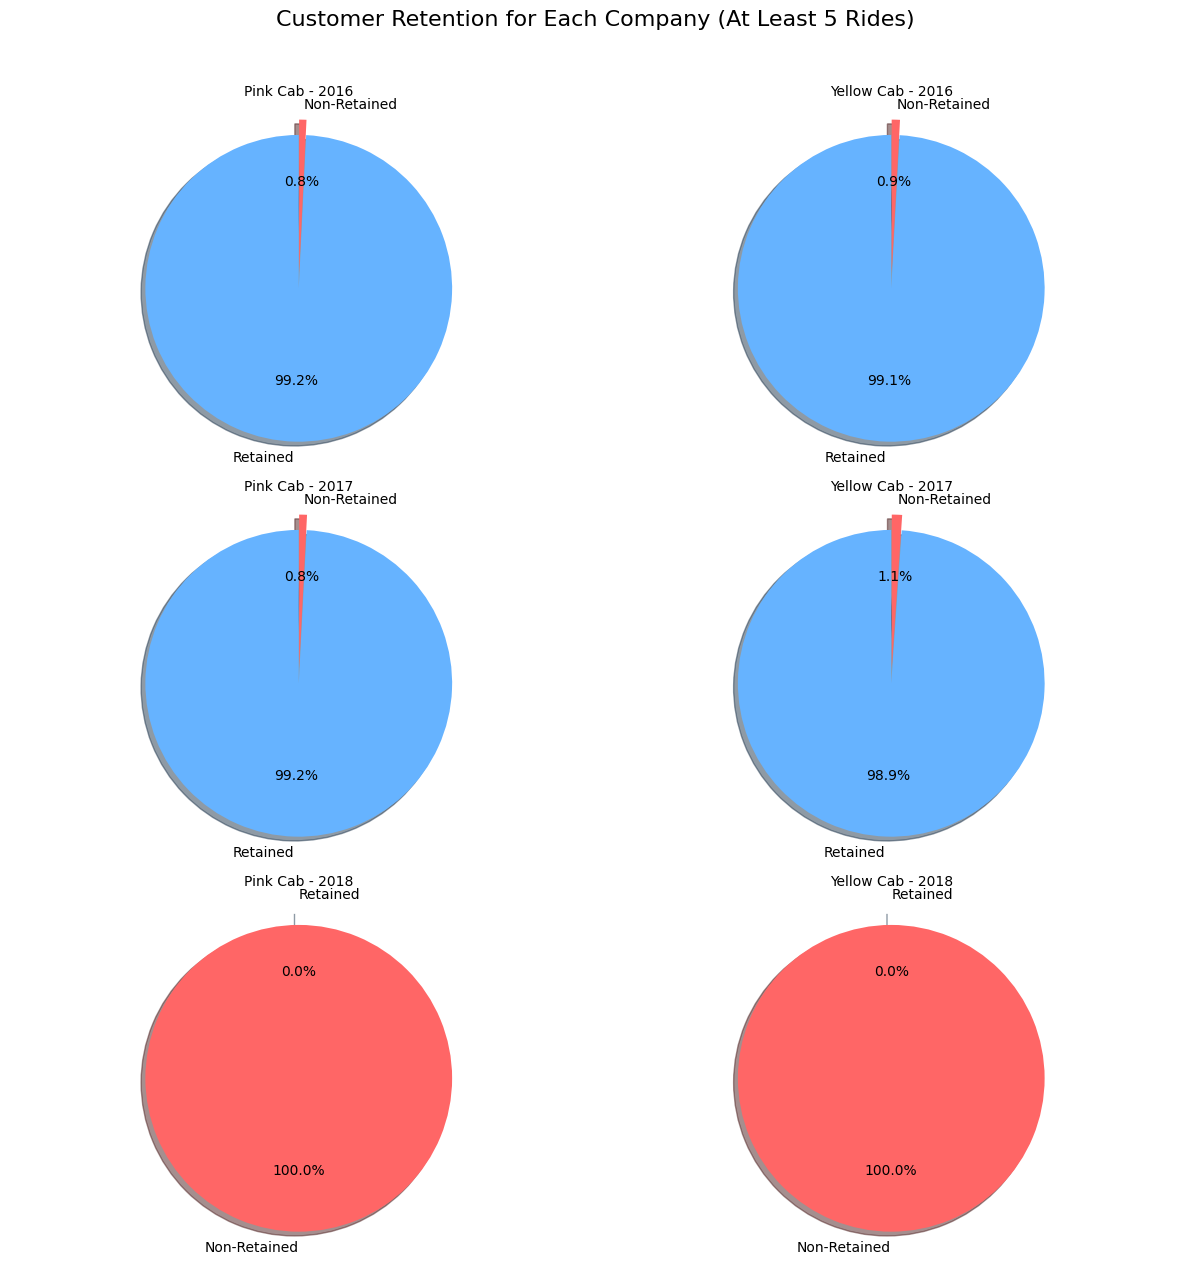 Customer Retention for Each Company (At Least 5 Rides)
Pink Cab - 2016
Non-Retained
0.8%
99.2%
Retained
Yellow Cab - 2016
Non-Retained
0.9%
99.1%
Retained
Pink Cab - 2017
Non-Retained
0.8%
99.2%
Retained
Yellow Cab - 2017
Non-Retained
1.1%
98.9%
Retained
Pink Cab - 2018
Retained
0.0%
100.0%
Non-Retained
Yellow Cab - 2018
Retained
0.0%
100.0%
Non-Retained